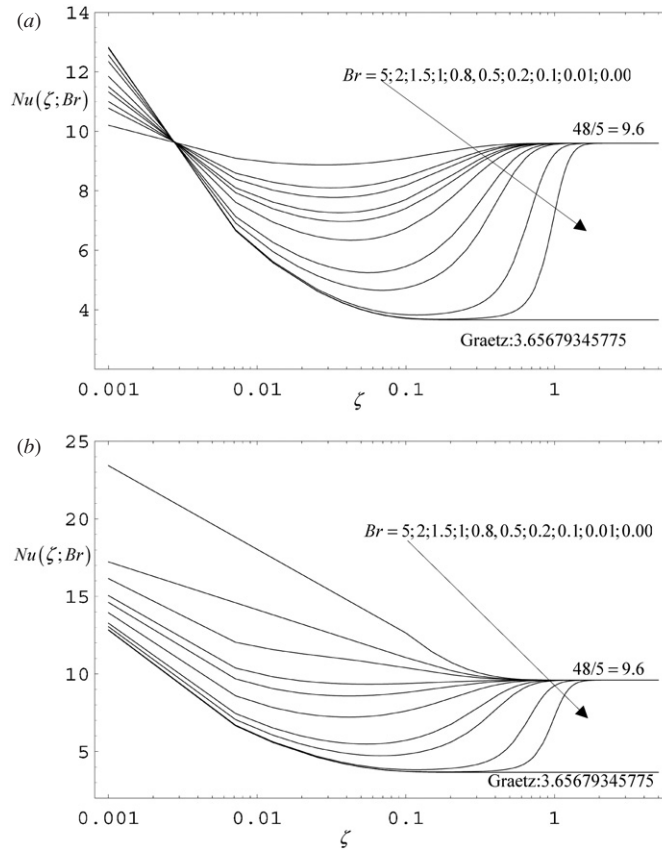 (a)
14
12
Nu(ζ;Br)
10
8
6
4
Br = 5;2;1.5;1;0.8,0.5;0.2;0.1;0.01;0.00
48/5 = 9.6
Graetz:3.65679345775
0.001 0.01 0.1 1
ζ
(b)
25
20
Nu(ζ;Br)
15
10
5
Br = 5;2;1.5;1;0.8,0.5;0.2;0.1;0.01;0.00
48/5 = 9.6
Graetz:3.65679345775
0.001 0.01 0.1 1
ζ